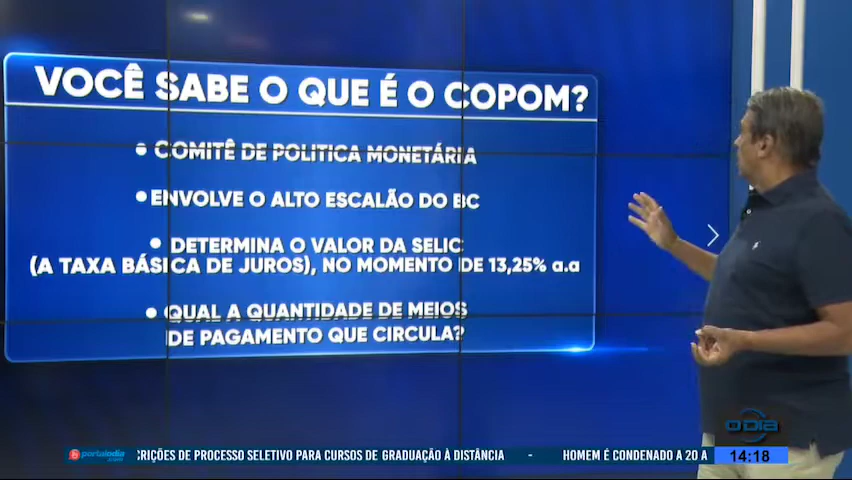 VOCÊ SABE O QUE É O COPOM?
• COMITÊ DE POLITICA MONETÁRIA
• ENVOLVE O ALTO ESCALÃO DO BC
• DETERMINA O VALOR DA SELIC
(A TAXA BÁSICA DE JUROS), NO MOMENTO DE 13,25% a.a
• QUAL A QUANTIDADE DE MEIOS
DE PAGAMENTO QUE CIRCULA?
O DIA
portalodia.com CRIÇÕES DE PROCESSO SELETIVO PARA CURSOS DE GRADUAÇÃO À DISTÂNCIA - HOMEM É CONDENADO A 20 A 14:18